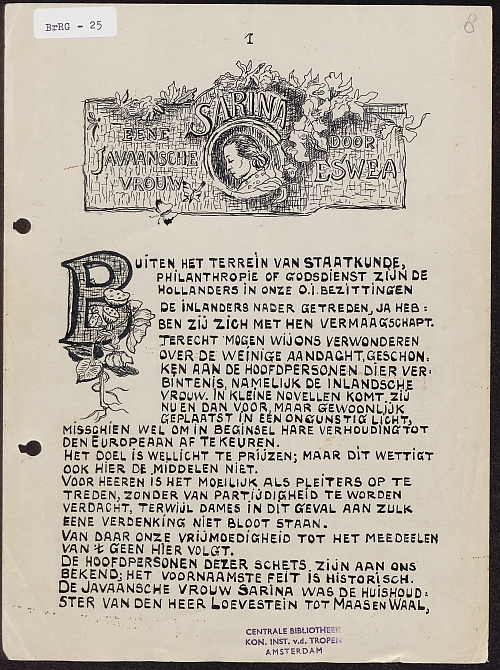 BrRG - 25
8
1
SARINA
EENE
JAVAANSCHE
VROUW
DOOR
ESWEA
BUITEN HET TERREIN VAN STAATKUNDE,
PHILANTHROPIE OF GODSDIENST ZIJN DE
HOLLANDERS IN ONZE O.I. BEZITTINGEN
DE INLANDERS NADER GETREDEN, JA HEB:
BEN ZIJ ZICH MET HEN VERMAAGSCHAPT.
TERECHT MOGEN WIJ ONS VERWONDEREN
OVER DE WEINIGE AANDACHT, GESCHON:
KEN AAN DE HOOFDPERSONEN DIER VER:
BINTENIS, NAMELIJK DE INLANDSCHE
VROUW. IN KLEINE NOVELLEN KOMT ZIJ
NU EN DAN VOOR, MAAR GEWOONLIJK
GEPLAATST IN EEN ONGUNSTIG LICHT,
MISSCHIEN WEL OM IN BEGINSEL HARE VERHOUDING TOT
DEN EUROPEAAN AF TE KEUREN.
HET DOEL IS WELLICHT TE PRIJZEN; MAAR DIT WETTIGT
OOK HIER DE MIDDELEN NIET.
VOOR HEEREN IS HET MOEILIJK ALS PLEITERS OP TE
TREDEN, ZONDER VAN PARTIJDIGHEID TE WORDEN
VERDACHT, TERWIJL DAMES IN DIT GEVAL AAN ZULK
EENE VERDENKING NIET BLOOT STAAN.
VAN DAAR ONZE VRIJMOEDIGHEID TOT HET MEEDEELEN
VAN 't GEEN HIER VOLGT.
DE HOOFDPERSONEN DEZER SCHETS, ZIJN AAN ONS
BEKEND; HET VOORNAAMSTE FEIT IS HISTORISCH.
DE JAVAANSCHE VROUW SARINA WAS DE HUISHOUD:
STER VAN DEN HEER LOEVESTEIN TOT MAAS EN WAAL,
CENTRALE BIBLIOTHEEK
KON. INST. v.d. TROPEN
AMSTERDAM